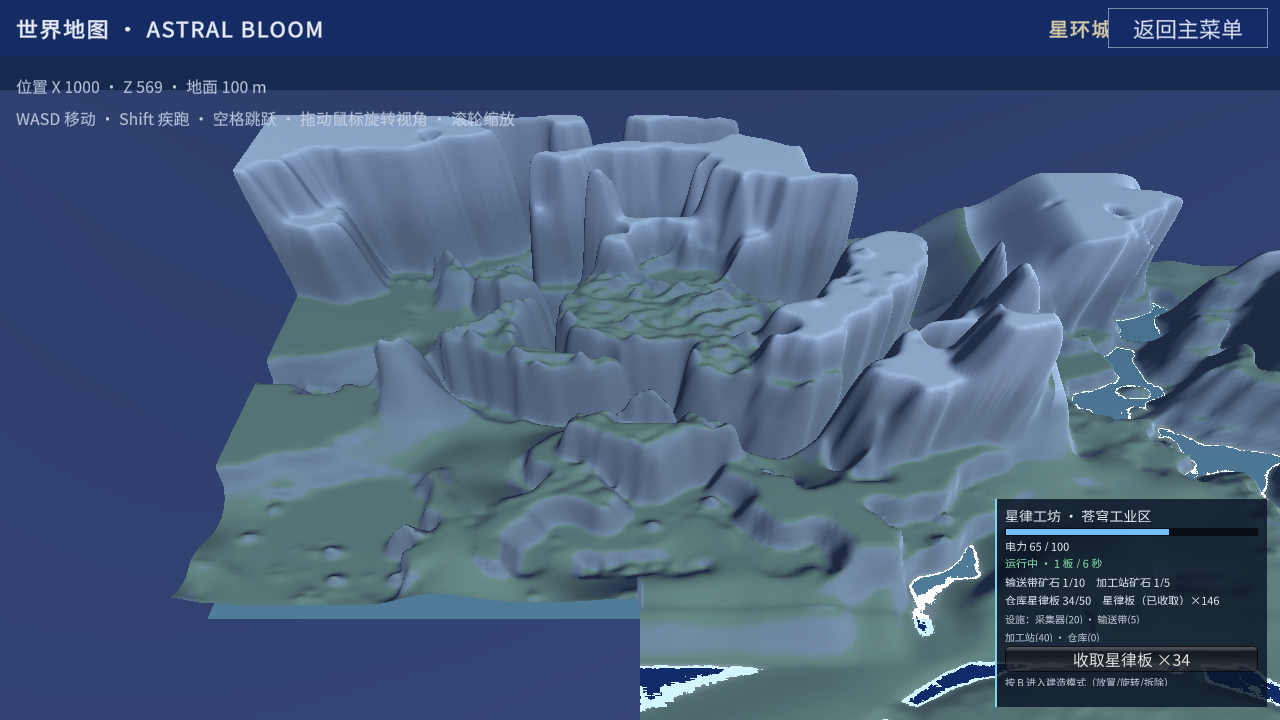 世界地图 · ASTRAL BLOOM
星环城
返回主菜单
位置 X 1000 · Z 569 · 地面 100 m
WASD 移动 · Shift 疾跑 · 空格跳跃 · 拖动鼠标旋转视角 · 滚轮缩放
星律工坊 · 苍穹工业区
电力 65 / 100
运行中 · 1 板 / 6 秒
输送带矿石 1/10 加工站矿石 1/5
仓库星律板 34/50 星律板（已收取）×146
设施：采集器(20) · 输送带(5)
加工站(40) · 仓库(0)
收取星律板 ×34
按 B 进入建造模式（放置/旋转/拆除）